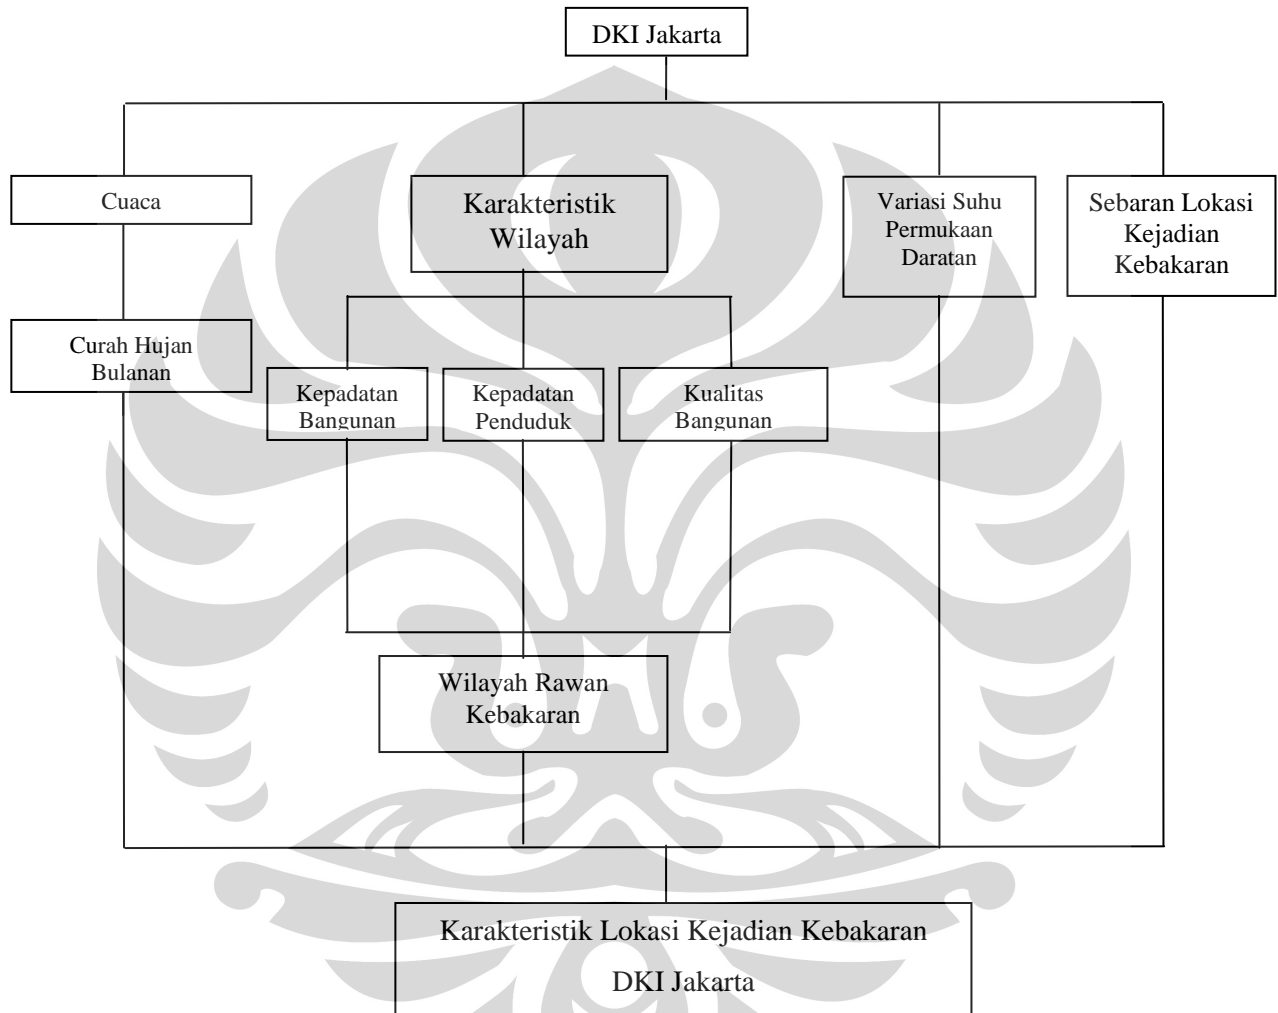 DKI Jakarta
Cuaca
Karakteristik
Wilayah
Variasi Suhu
Permukaan
Daratan
Sebaran Lokasi
Kejadian
Kebakaran
Curah Hujan
Bulanan
Kepadatan
Bangunan
Kepadatan
Penduduk
Kualitas
Bangunan
Wilayah Rawan
Kebakaran
Karakteristik Lokasi Kejadian Kebakaran
DKI Jakarta